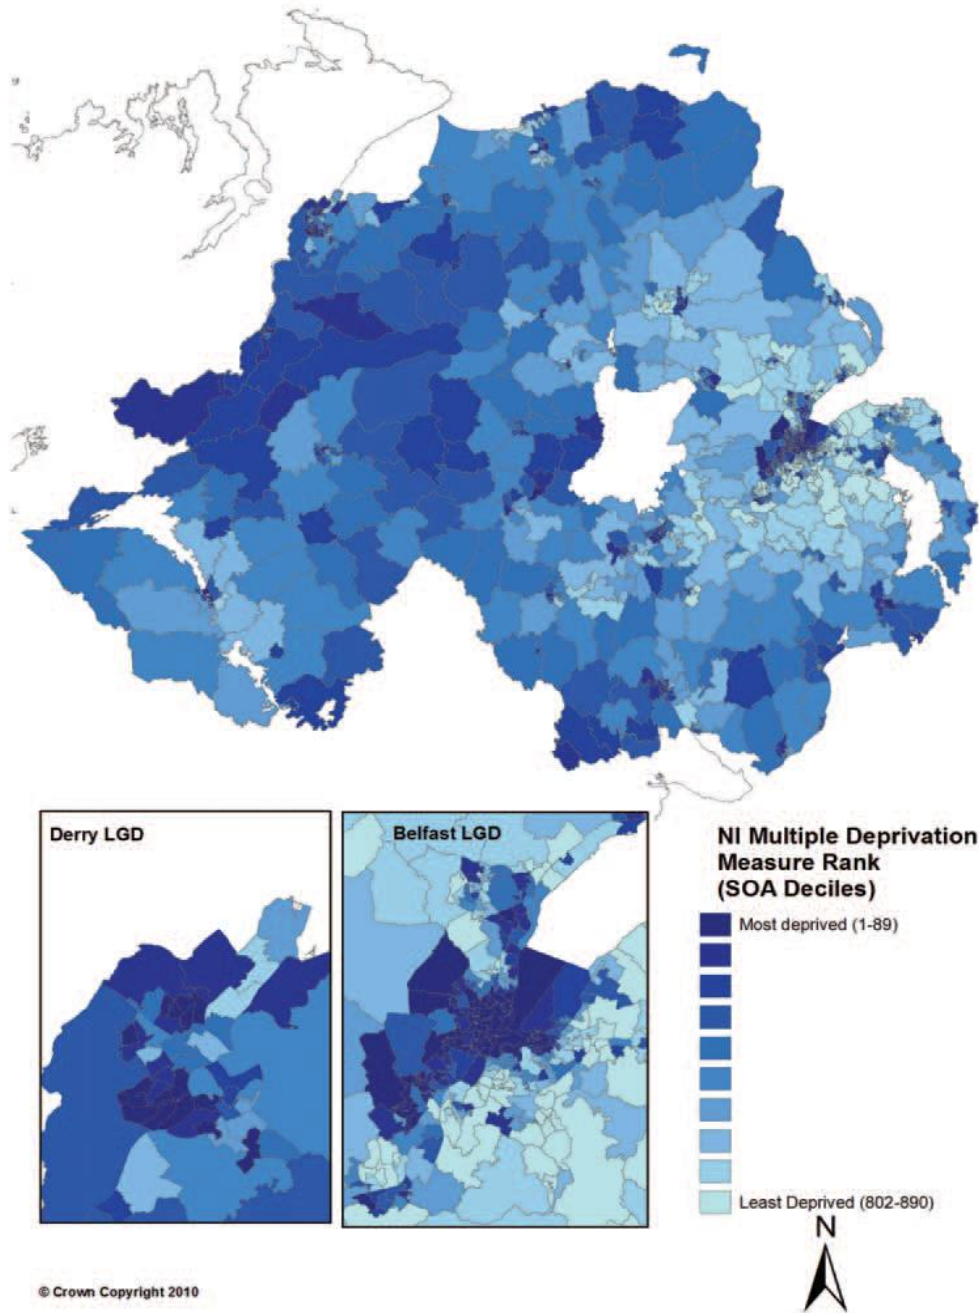 Derry LGD
Belfast LGD
NI Multiple Deprivation
Measure Rank
(SOA Deciles)
Most deprived (1-89)
Least Deprived (802-890)
N
© Crown Copyright 2010